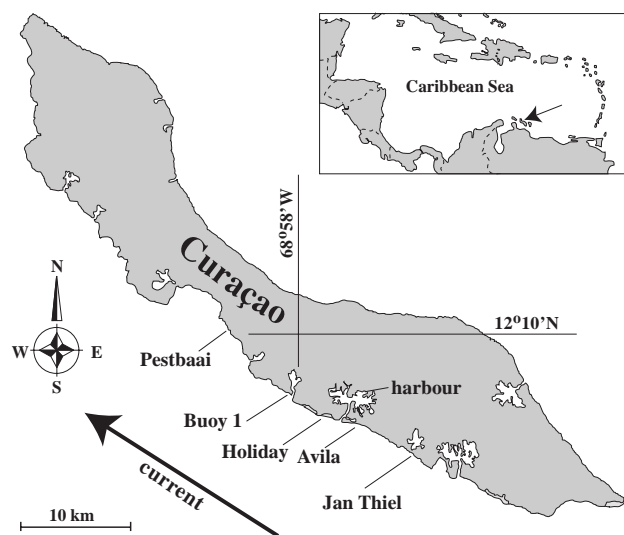 Caribbean Sea
68°58'W
Curaçao
12°10'N
N
W
E
S
Pestbaai
harbour
Buoy 1
Holiday
Avila
Jan Thiel
current
10 km